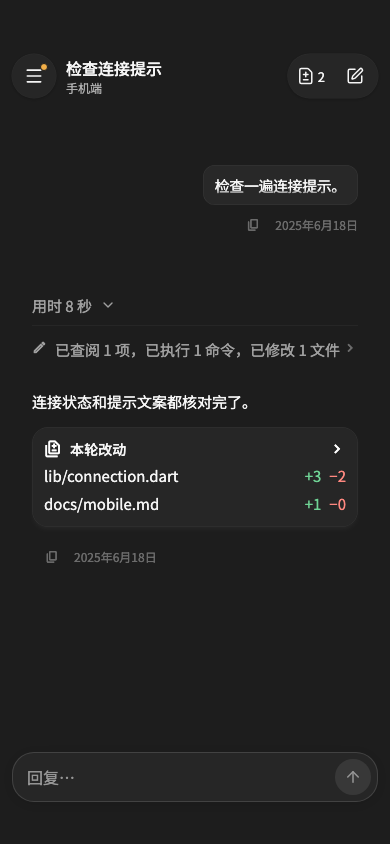 检查连接提示
手机端
2
检查一遍连接提示。
2025年6月18日
用时 8 秒
已查阅 1 项，已执行 1 命令，已修改 1 文件
连接状态和提示文案都核对完了。
本轮改动
lib/connection.dart +3 −2
docs/mobile.md +1 −0
2025年6月18日
回复…